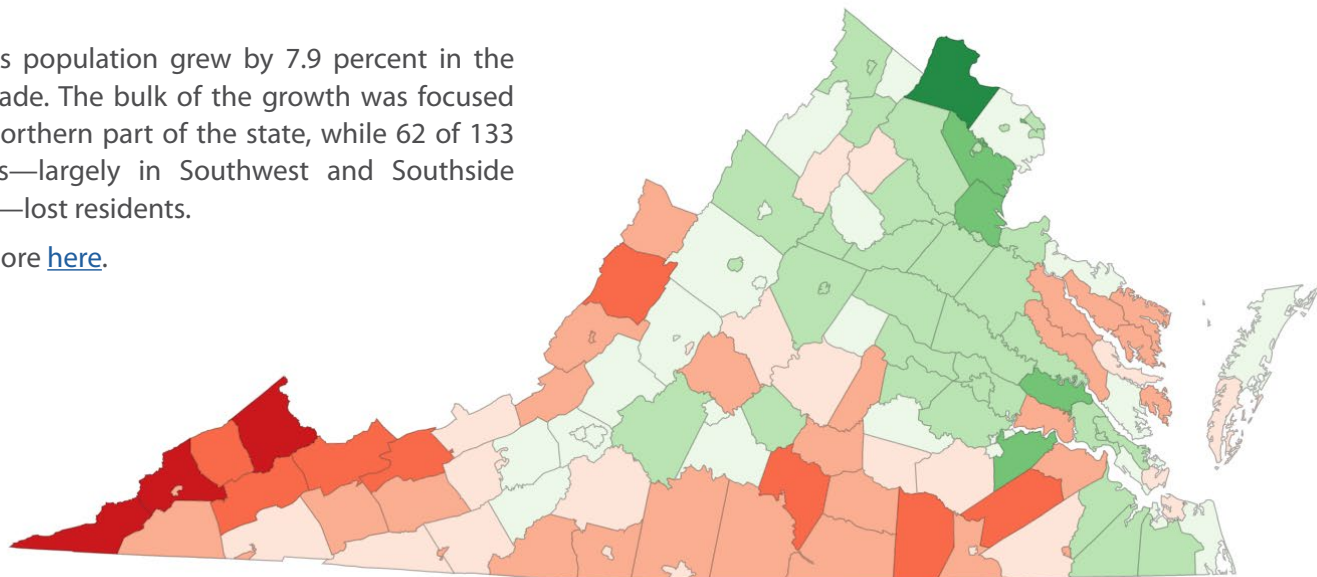 s population grew by 7.9 percent in the
ade. The bulk of the growth was focused
orthern part of the state, while 62 of 133
s—largely in Southwest and Southside
—lost residents.
ore here.